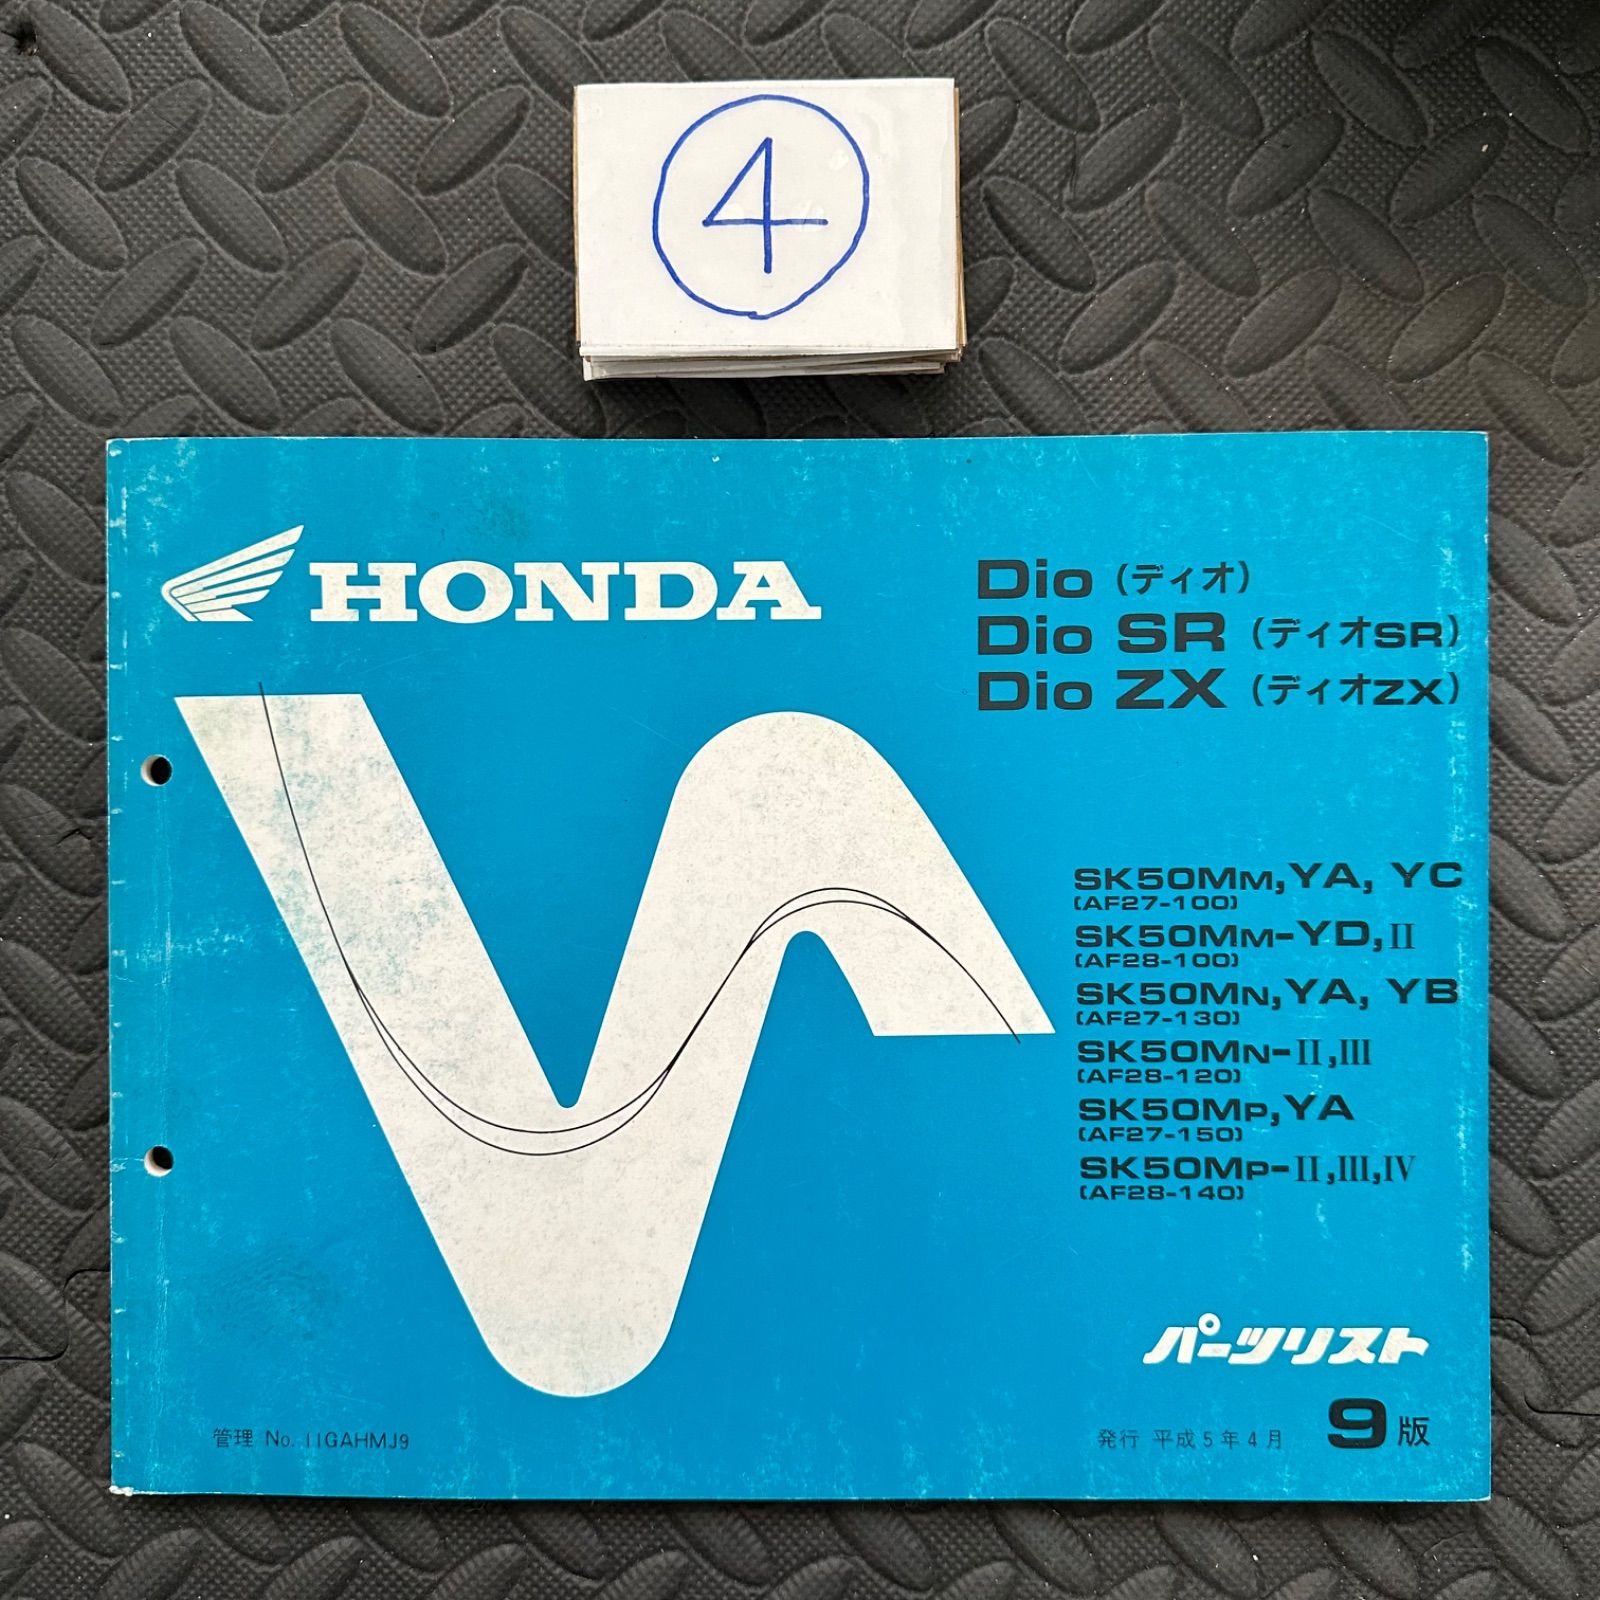 ④
HONDA
Dio (ディオ)
Dio SR (ディオSR)
Dio ZX (ディオZX)
SK50MM, YA, YC
(AF27-100)
SK50MM-YD, II
(AF28-100)
SK50MN, YA, YB
(AF27-130)
SK50MN-II, III
(AF28-120)
SK50MP, YA
(AF27-150)
SK50MP-II, III, IV
(AF28-140)
パーツリスト
管理 No. 11GAHMJ9
発行 平成5年4月 9版